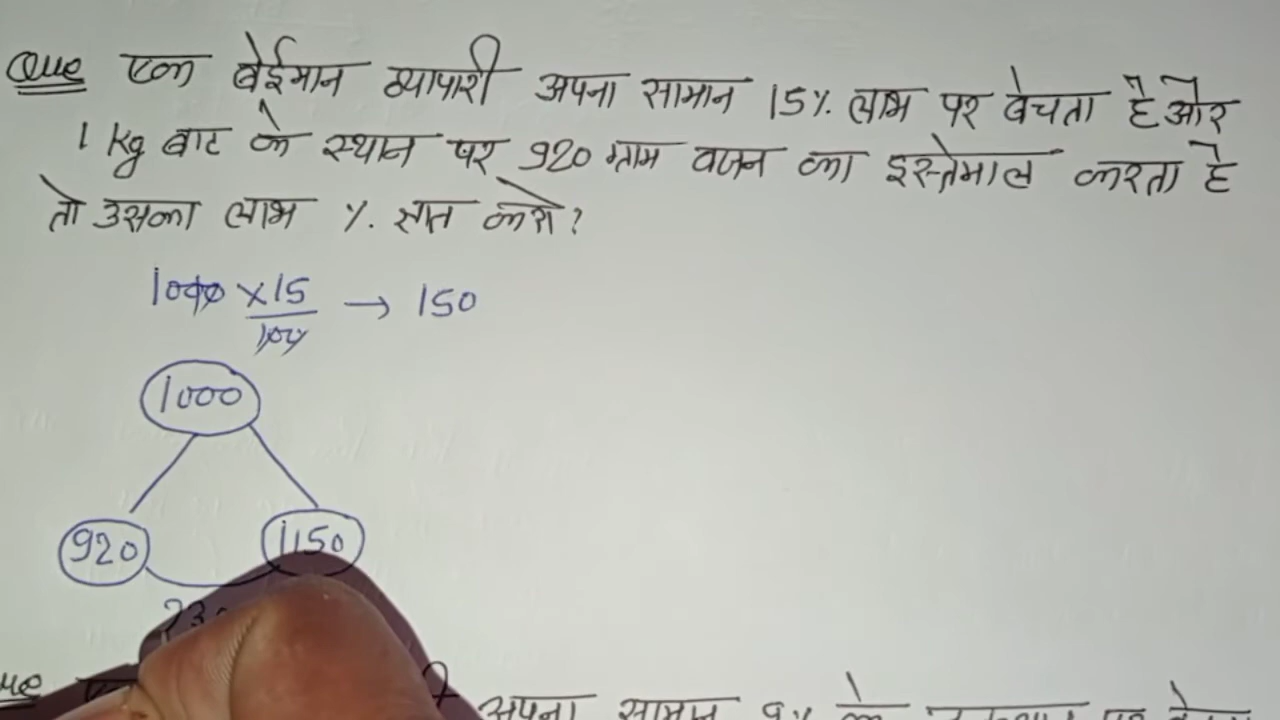 Que एक बेईमान व्यापारी अपना सामान 15% लाभ पर बेचता है और
1 kg बाट के स्थान पर 920 ग्राम वजन का इस्तेमाल करता है
तो उसका लाभ % ज्ञात करो?
1000 × 15 / 100 → 150
1000
920 1150
अपना सामान 9% के